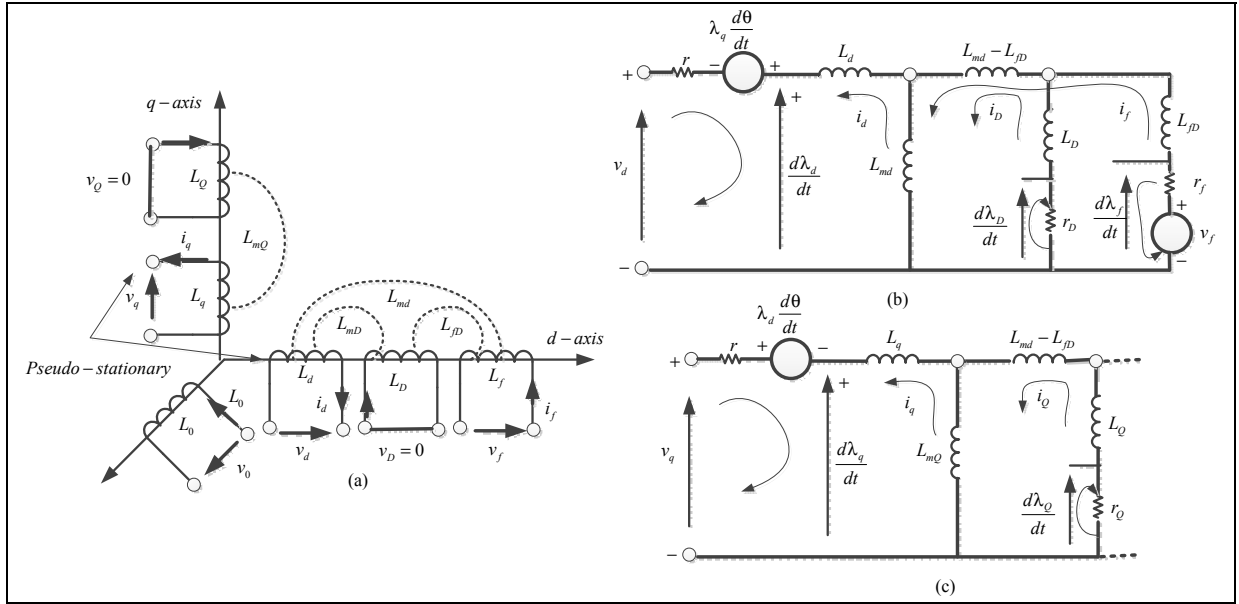 q − axis
v_Q = 0
L_Q
L_mQ
i_q
v_q
L_q
Pseudo − stationary
L_md
L_mD
L_fD
d − axis
L_d
L_D
L_f
i_d
i_f
v_d
v_D = 0
v_f
L_0
L_0
v_0
(a)
λ_q dθ/dt
r
−
+
L_d
L_md − L_fD
+
+
i_d
i_D
i_f
L_D
L_fD
v_d
dλ_d/dt
L_md
dλ_D/dt
r_D
dλ_f/dt
r_f
+
v_f
−
−
(b)
λ_d dθ/dt
r
+
−
L_q
L_md − L_fD
+
+
i_q
i_Q
L_Q
v_q
dλ_q/dt
L_mQ
dλ_Q/dt
r_Q
−
(c)